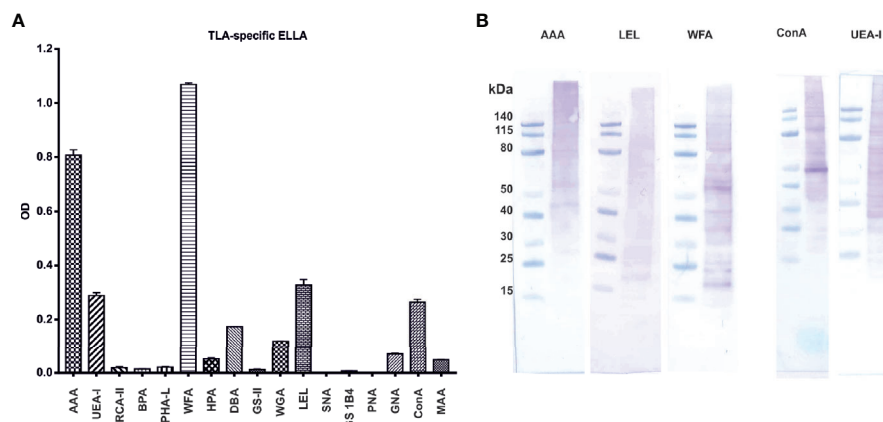 A
TLA-specific ELLA
OD
1.2
1.0
0.8
0.6
0.4
0.2
0.0
AAA
UEA-I
RCA-II
BPA
PHA-L
WFA
HPA
DBA
GS-II
WGA
LEL
SNA
GS 1B4
PNA
GNA
ConA
MAA
B
AAA
LEL
WFA
ConA
UEA-I
kDa
140
115
80
50
40
30
25
15